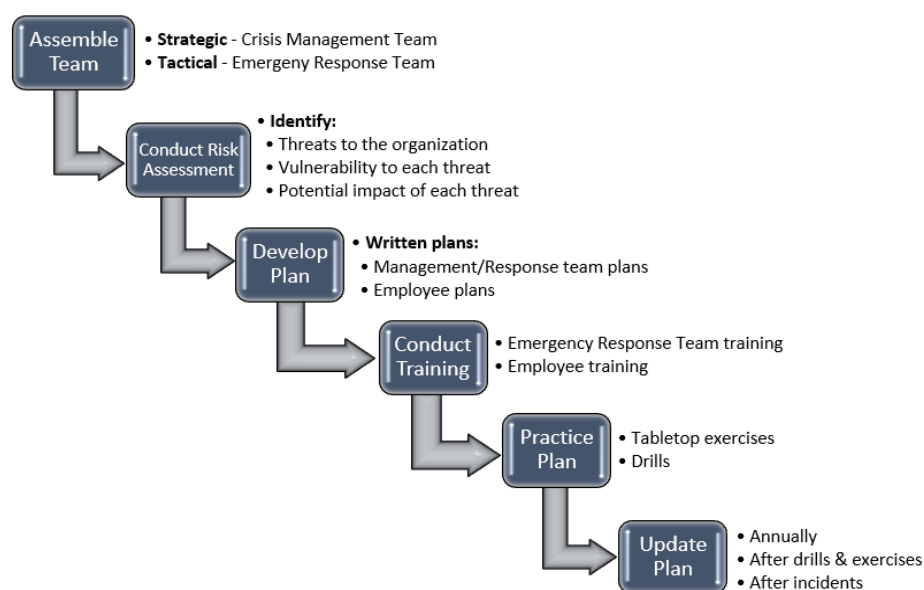 Assemble
Team
• Strategic - Crisis Management Team
• Tactical - Emergeny Response Team
Conduct Risk
Assessment
• Identify:
• Threats to the organization
• Vulnerability to each threat
• Potential impact of each threat
Develop
Plan
• Written plans:
• Management/Response team plans
• Employee plans
Conduct
Training
• Emergency Response Team training
• Employee training
Practice
Plan
• Tabletop exercises
• Drills
Update
Plan
• Annually
• After drills & exercises
• After incidents